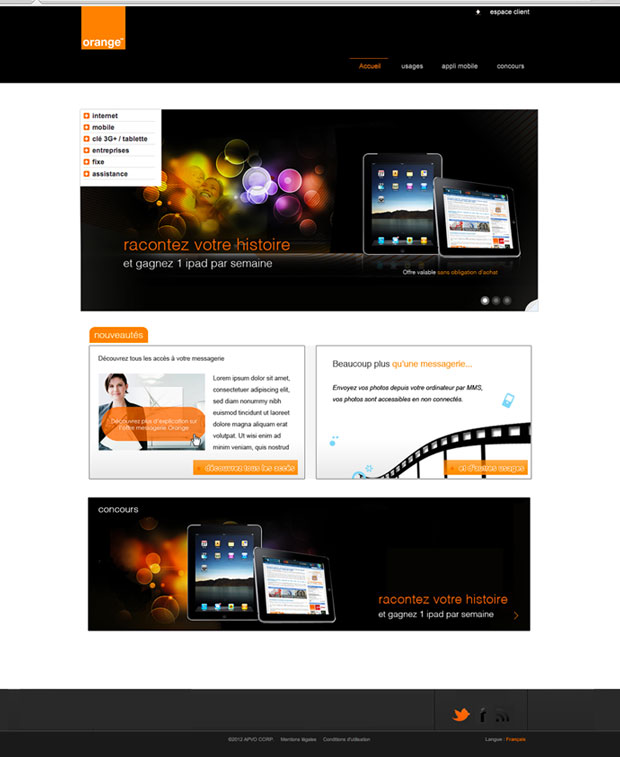 espace client
orange™
Accueil usages appli mobile concours
internet
mobile
clé 3G+ / tablette
entreprises
fixe
assistance
racontez votre histoire
et gagnez 1 ipad par semaine
Offre valable sans obligation d'achat
nouveautés
Découvrez tous les accés à votre messagerie
Lorem ipsum dolor sit amet,
consectetuer adipiscing elit,
sed diam nonummy nibh
euismod tincidunt ut laoreet
dolore magna aliquam erat
volutpat. Ut wisi enim ad
minim veniam, quis nostrud
Découvrez plus d'explication sur
votre messagerie Orange
découvrez tous les accès
Beaucoup plus qu'une messagerie...
Envoyez vos photos depuis votre ordinateur par MMS,
vos photos sont accessibles en non connectés.
et d'autres usages
concours
racontez votre histoire
et gagnez 1 ipad par semaine
©2012 APVD CORP. Mentions légales Conditions d'utilisation
Langue : Français